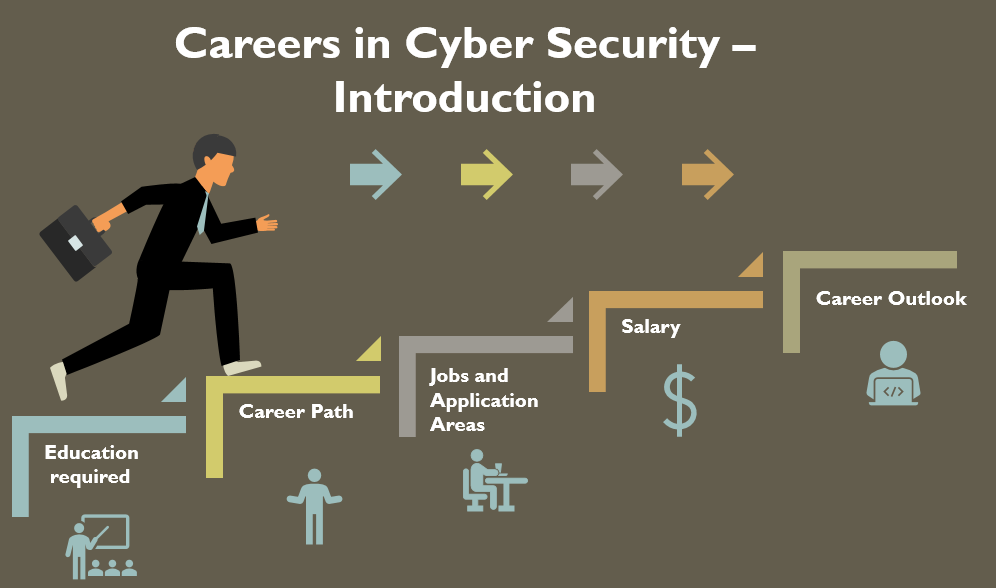 Careers in Cyber Security –
Introduction
Education
required
Career Path
Jobs and
Application
Areas
Salary
$
Career Outlook
</>